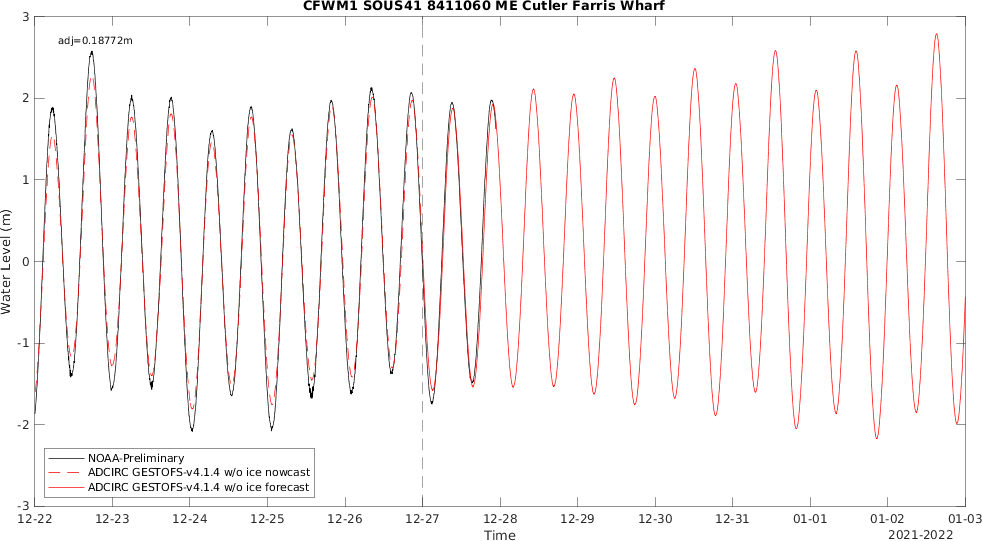 CFWM1 SOUS41 8411060 ME Cutler Farris Wharf
adj=0.18772m
3
2
1
0
-1
-2
-3
Water Level (m)
NOAA-Preliminary
ADCIRC GESTOFS-v4.1.4 w/o ice nowcast
ADCIRC GESTOFS-v4.1.4 w/o ice forecast
12-22 12-23 12-24 12-25 12-26 12-27 12-28 12-29 12-30 12-31 01-01 01-02 01-03
Time
2021-2022